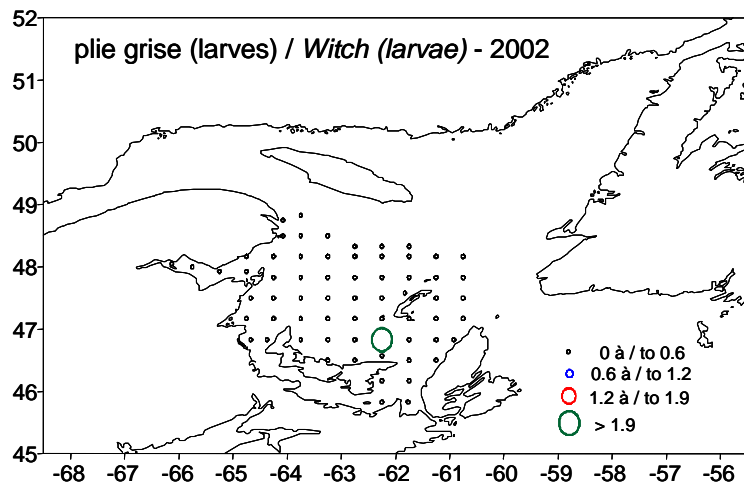 plie grise (larves) / Witch (larvae) - 2002
52
51
50
49
48
47
46
45
0 à / to 0.6
0.6 à / to 1.2
1.2 à / to 1.9
> 1.9
-68 -67 -66 -65 -64 -63 -62 -61 -60 -59 -58 -57 -56